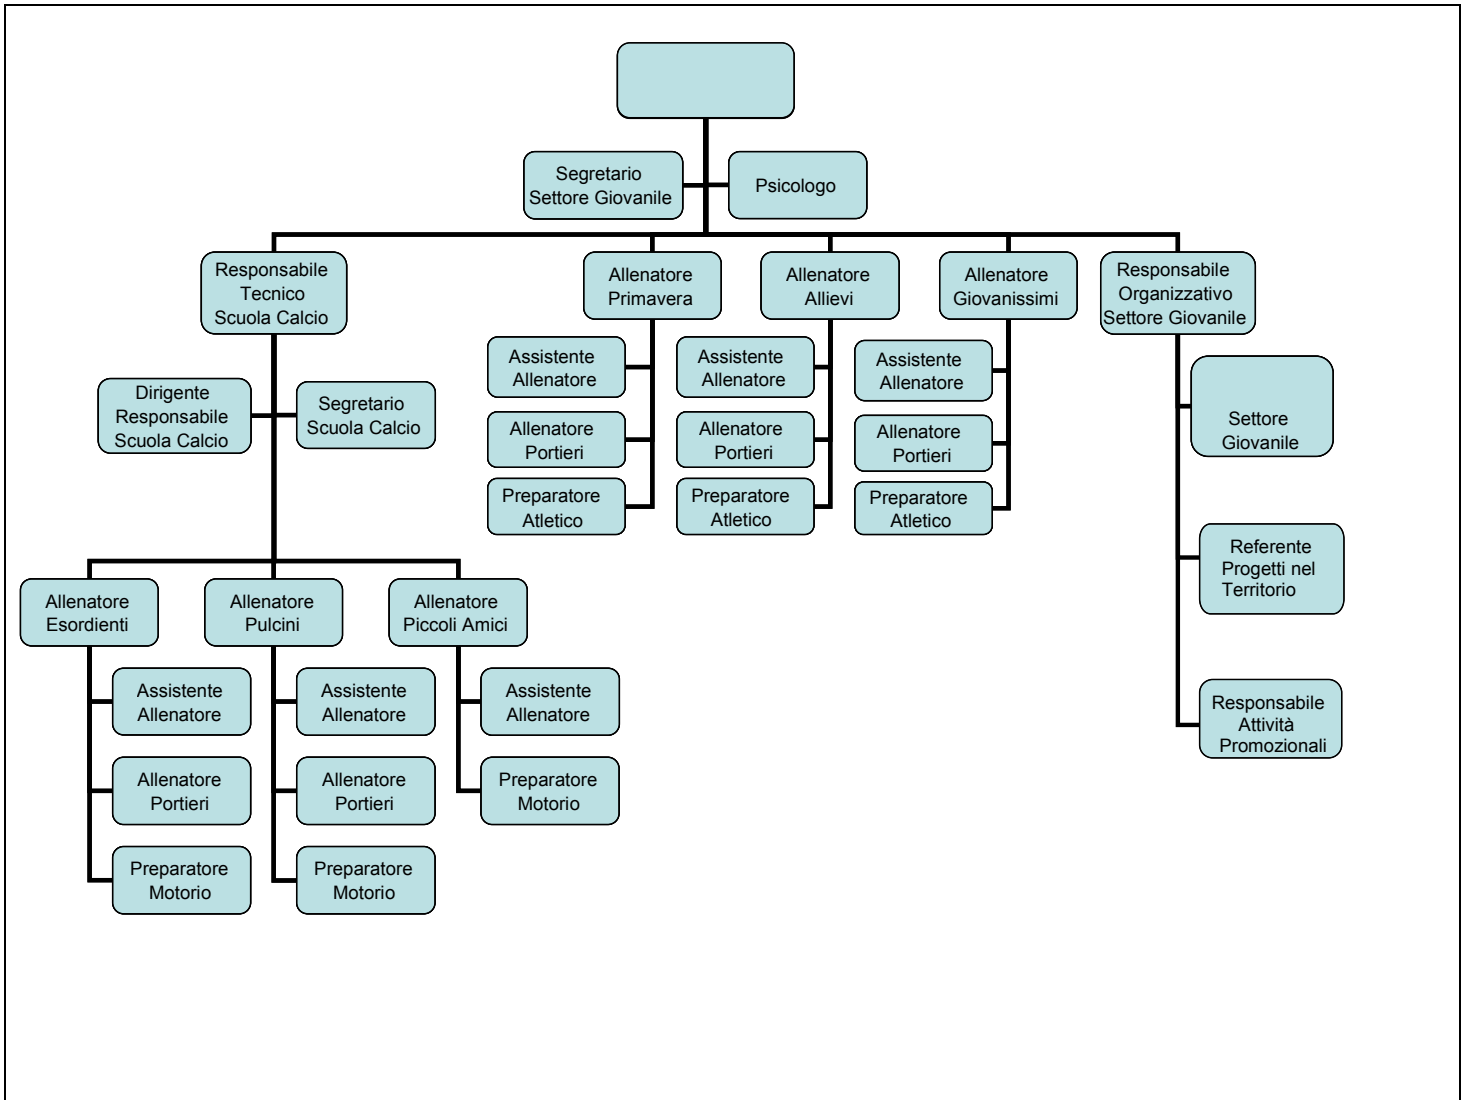 Segretario
Settore Giovanile
Psicologo
Responsabile
Tecnico
Scuola Calcio
Allenatore
Primavera
Allenatore
Allievi
Allenatore
Giovanissimi
Responsabile
Organizzativo
Settore Giovanile
Dirigente
Responsabile
Scuola Calcio
Segretario
Scuola Calcio
Assistente
Allenatore
Allenatore
Portieri
Preparatore
Atletico
Assistente
Allenatore
Allenatore
Portieri
Preparatore
Atletico
Assistente
Allenatore
Allenatore
Portieri
Preparatore
Atletico
Settore
Giovanile
Referente
Progetti nel
Territorio
Responsabile
Attività
Promozionali
Allenatore
Esordienti
Assistente
Allenatore
Allenatore
Portieri
Preparatore
Motorio
Allenatore
Pulcini
Assistente
Allenatore
Allenatore
Portieri
Preparatore
Motorio
Allenatore
Piccoli Amici
Assistente
Allenatore
Preparatore
Motorio